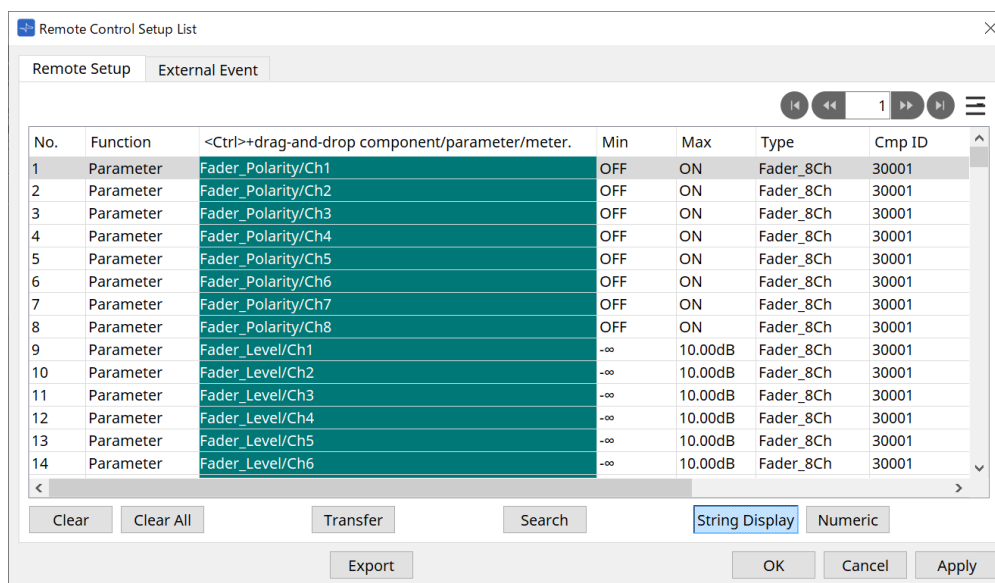 Remote Control Setup List
Remote Setup External Event
1
No. Function <Ctrl>+drag-and-drop component/parameter/meter. Min Max Type Cmp ID
1 Parameter Fader_Polarity/Ch1 OFF ON Fader_8Ch 30001
2 Parameter Fader_Polarity/Ch2 OFF ON Fader_8Ch 30001
3 Parameter Fader_Polarity/Ch3 OFF ON Fader_8Ch 30001
4 Parameter Fader_Polarity/Ch4 OFF ON Fader_8Ch 30001
5 Parameter Fader_Polarity/Ch5 OFF ON Fader_8Ch 30001
6 Parameter Fader_Polarity/Ch6 OFF ON Fader_8Ch 30001
7 Parameter Fader_Polarity/Ch7 OFF ON Fader_8Ch 30001
8 Parameter Fader_Polarity/Ch8 OFF ON Fader_8Ch 30001
9 Parameter Fader_Level/Ch1 -∞ 10.00dB Fader_8Ch 30001
10 Parameter Fader_Level/Ch2 -∞ 10.00dB Fader_8Ch 30001
11 Parameter Fader_Level/Ch3 -∞ 10.00dB Fader_8Ch 30001
12 Parameter Fader_Level/Ch4 -∞ 10.00dB Fader_8Ch 30001
13 Parameter Fader_Level/Ch5 -∞ 10.00dB Fader_8Ch 30001
14 Parameter Fader_Level/Ch6 -∞ 10.00dB Fader_8Ch 30001
Clear Clear All Transfer Search String Display Numeric
Export OK Cancel Apply